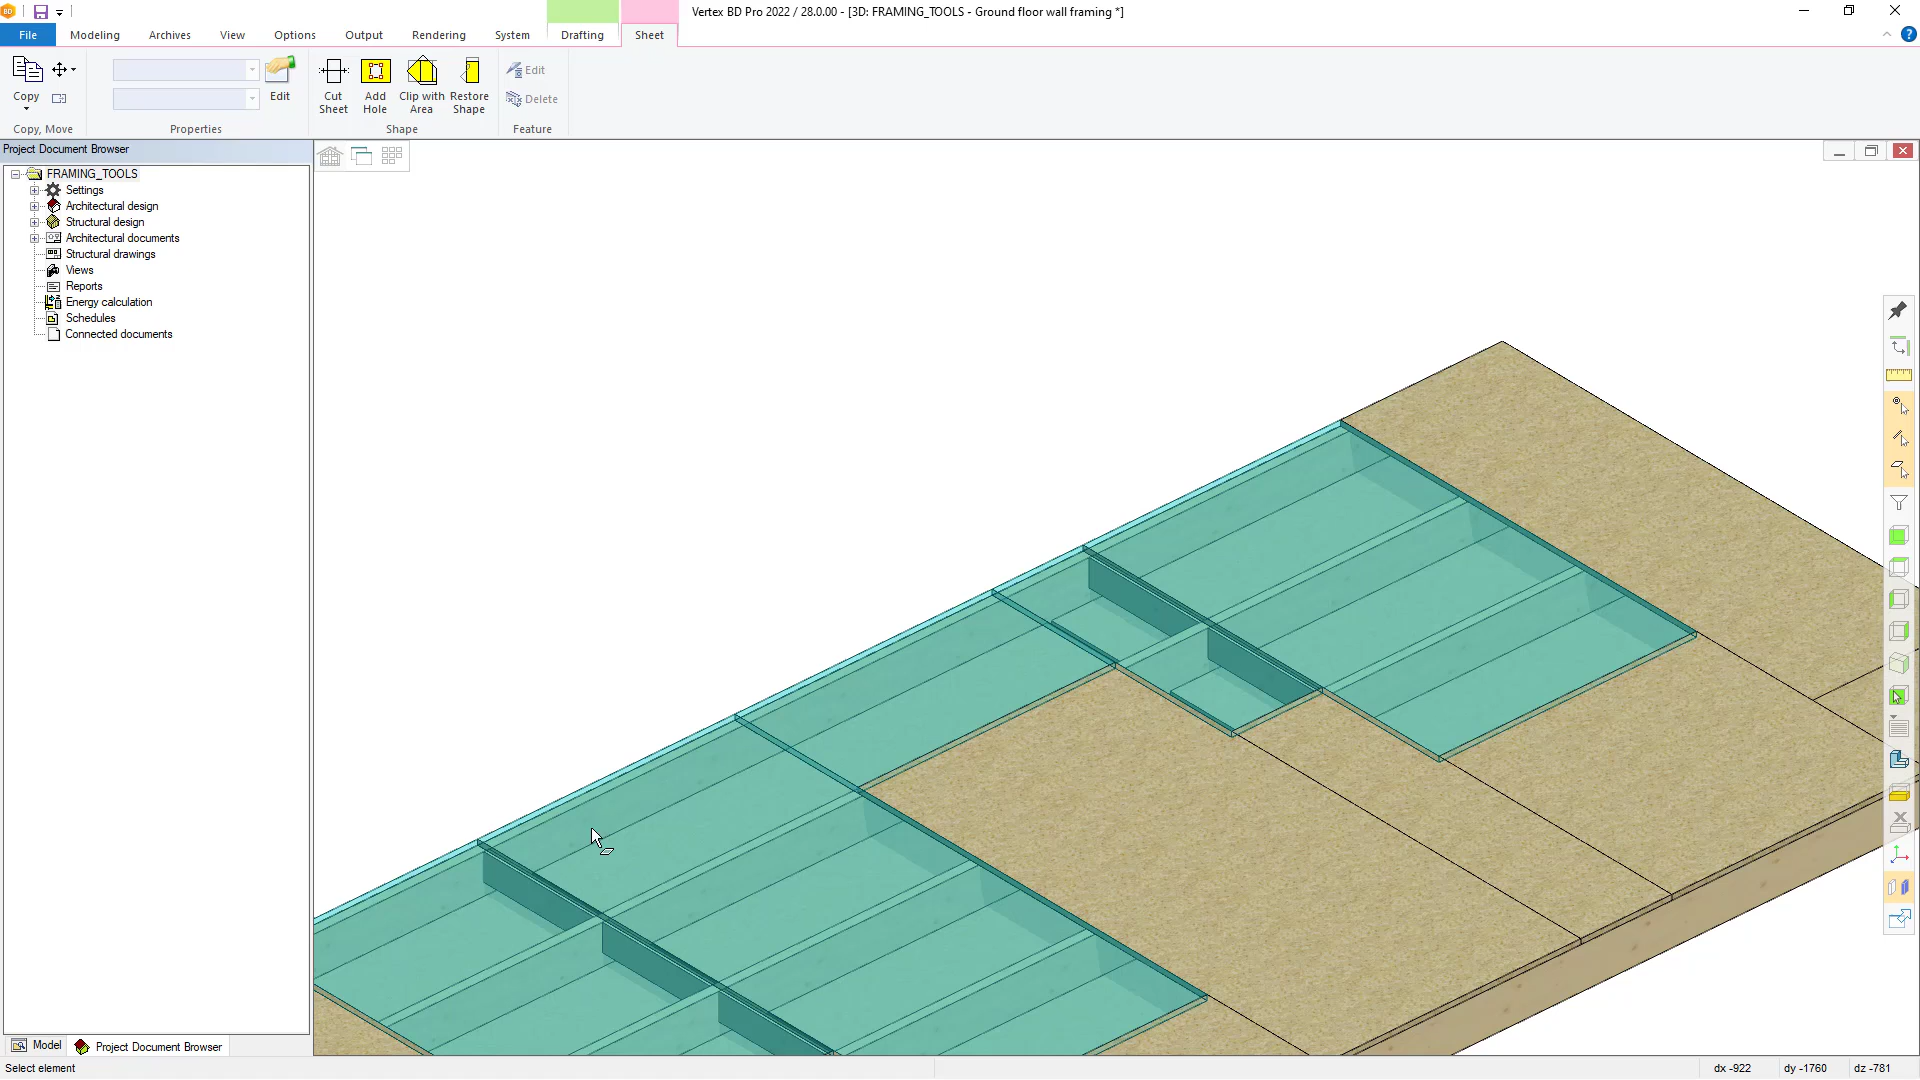 BD
Vertex BD Pro 2022 / 28.0.00 - [3D: FRAMING_TOOLS - Ground floor wall framing *]
File
Modeling
Archives
View
Options
Output
Rendering
System
Drafting
Sheet
?
Copy
Edit
Cut
Sheet
Add
Hole
Clip with
Area
Restore
Shape
Edit
Delete
Copy, Move
Properties
Shape
Feature
Project Document Browser
FRAMING_TOOLS
Settings
Architectural design
Structural design
Architectural documents
Structural drawings
Views
Reports
Energy calculation
Schedules
Connected documents
Model
Project Document Browser
Select element
dx -922
dy -1760
dz -781